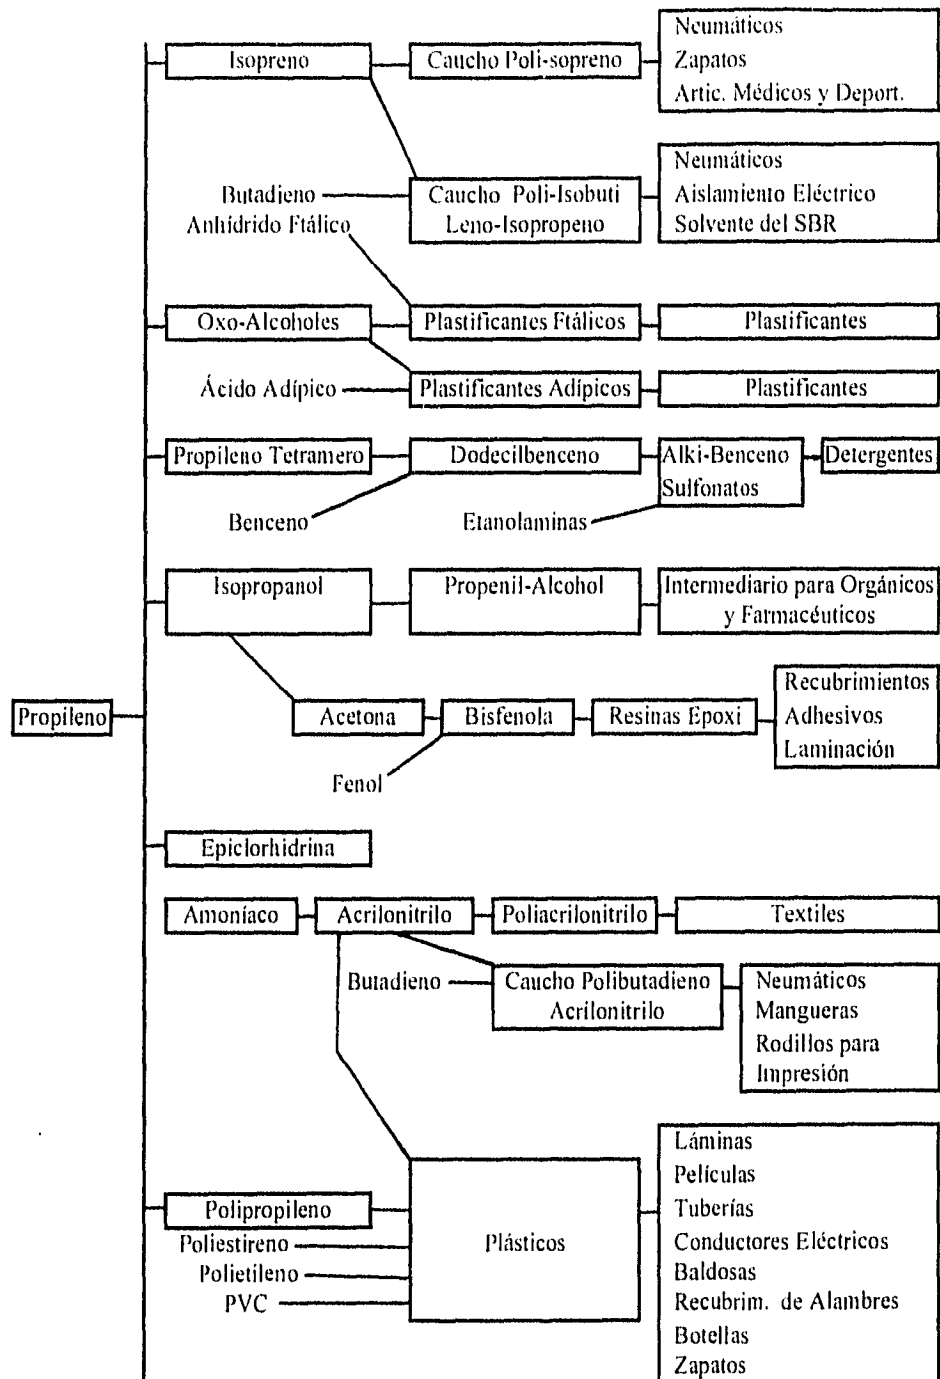 Isopreno
Caucho Poli-sopreno
Neumáticos
Zapatos
Artic. Médicos y Deport.
Butadieno
Anhídrido Ftálico
Caucho Poli-Isobuti
Leno-Isopropeno
Neumáticos
Aislamiento Eléctrico
Solvente del SBR
Oxo-Alcoholes
Plastificantes Ftálicos
Plastificantes
Ácido Adípico
Plastificantes Adípicos
Plastificantes
Propileno Tetramero
Dodecilbenceno
Alki-Benceno
Sulfonatos
Detergentes
Benceno
Etanolaminas
Isopropanol
Propenil-Alcohol
Intermediario para Orgánicos
y Farmacéuticos
Propileno
Acetona
Bisfenola
Resinas Epoxi
Recubrimientos
Adhesivos
Laminación
Fenol
Epiclorhidrina
Amoníaco
Acrilonitrilo
Poliacrilonitrilo
Textiles
Butadieno
Caucho Polibutadieno
Acrilonitrilo
Neumáticos
Mangueras
Rodillos para
Impresión
Polipropileno
Poliestireno
Polietileno
PVC
Plásticos
Láminas
Películas
Tuberías
Conductores Eléctricos
Baldosas
Recubrim. de Alambres
Botellas
Zapatos